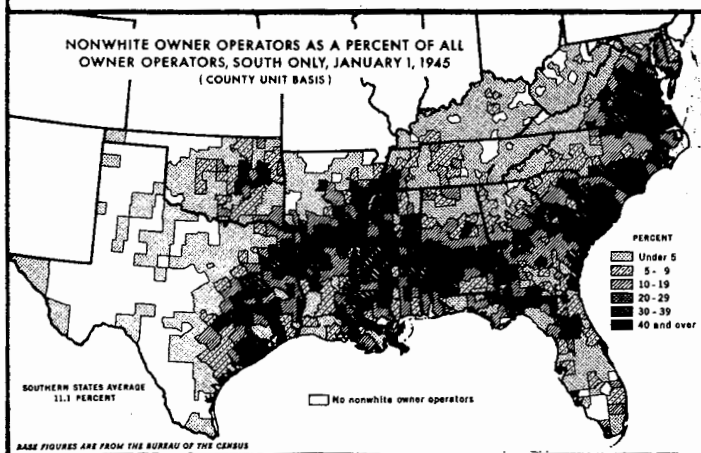 NONWHITE OWNER OPERATORS AS A PERCENT OF ALL
OWNER OPERATORS, SOUTH ONLY, JANUARY 1, 1945
(COUNTY UNIT BASIS)
PERCENT
Under 5
5 - 9
10 - 19
20 - 29
30 - 39
40 and over
SOUTHERN STATES AVERAGE
11.1 PERCENT
No nonwhite owner operators
BASE FIGURES ARE FROM THE BUREAU OF THE CENSUS